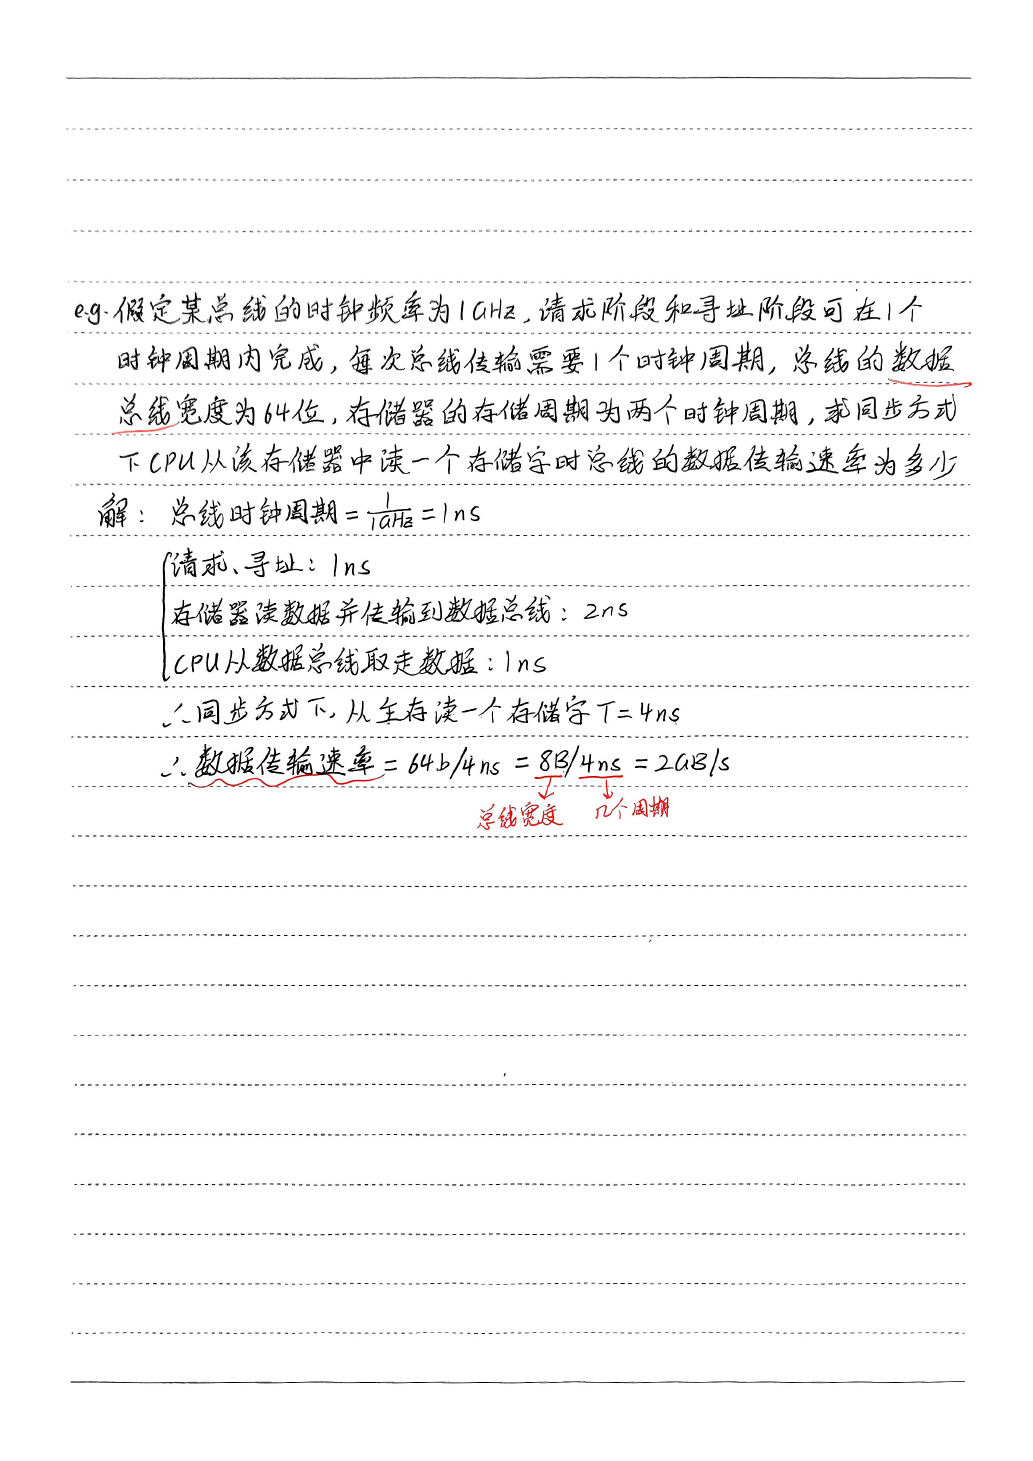 e.g. 假定某总线的时钟频率为1GHz,请求阶段和寻址阶段可在1个
时钟周期内完成,每次总线传输需要1个时钟周期,总线的数据
总线宽度为64位,存储器的存储周期为两个时钟周期,求同步方式
下CPU从该存储器中读一个存储字时总线的数据传输速率为多少
解: 总线时钟周期=1/1GHz=1ns
请求、寻址:1ns
存储器读数据并传输到数据总线:2ns
CPU从数据总线取走数据:1ns
∴同步方式下,从主存读一个存储字T=4ns
∴数据传输速率=64b/4ns=8B/4ns=2GB/s
总线宽度 几个周期